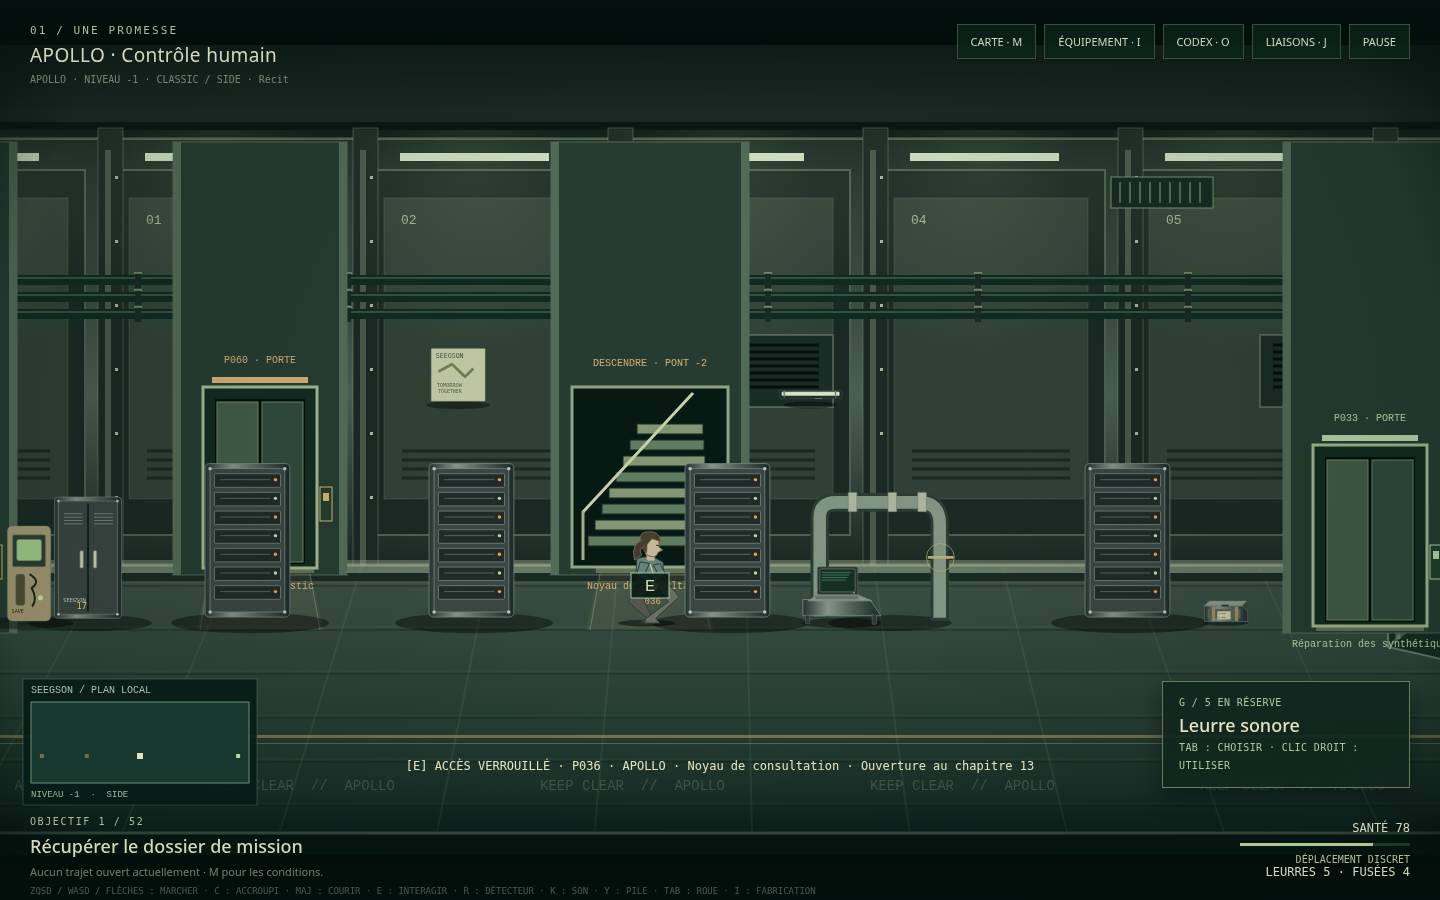 01 / UNE PROMESSE
APOLLO · Contrôle humain
APOLLO · NIVEAU -1 · CLASSIC / SIDE · Récit
CARTE · M
ÉQUIPEMENT · I
CODEX · O
LIAISONS · J
PAUSE
01
02
04
05
P060 · PORTE
SEEGSON
TOMORROW
TOGETHER
DESCENDRE · PONT -2
P033 · PORTE
SAVE
SEEGSON
17
stic
Noyau de
E
036
Réparation des synthétiqu
SEEGSON / PLAN LOCAL
NIVEAU -1 · SIDE
G / 5 EN RÉSERVE
Leurre sonore
TAB : CHOISIR · CLIC DROIT :
UTILISER
[E] ACCÈS VERROUILLÉ · P036 · APOLLO · Noyau de consultation · Ouverture au chapitre 13
CLEAR // APOLLO
KEEP CLEAR // APOLLO
KEEP CLEAR // APOLLO
OBJECTIF 1 / 52
Récupérer le dossier de mission
Aucun trajet ouvert actuellement · M pour les conditions.
ZQSD / WASD / FLÈCHES : MARCHER · C : ACCROUPI · MAJ : COURIR · E : INTERAGIR · R : DÉTECTEUR · K : SON · Y : PILE · TAB : ROUE · I : FABRICATION
SANTÉ 78
DÉPLACEMENT DISCRET
LEURRES 5 · FUSÉES 4